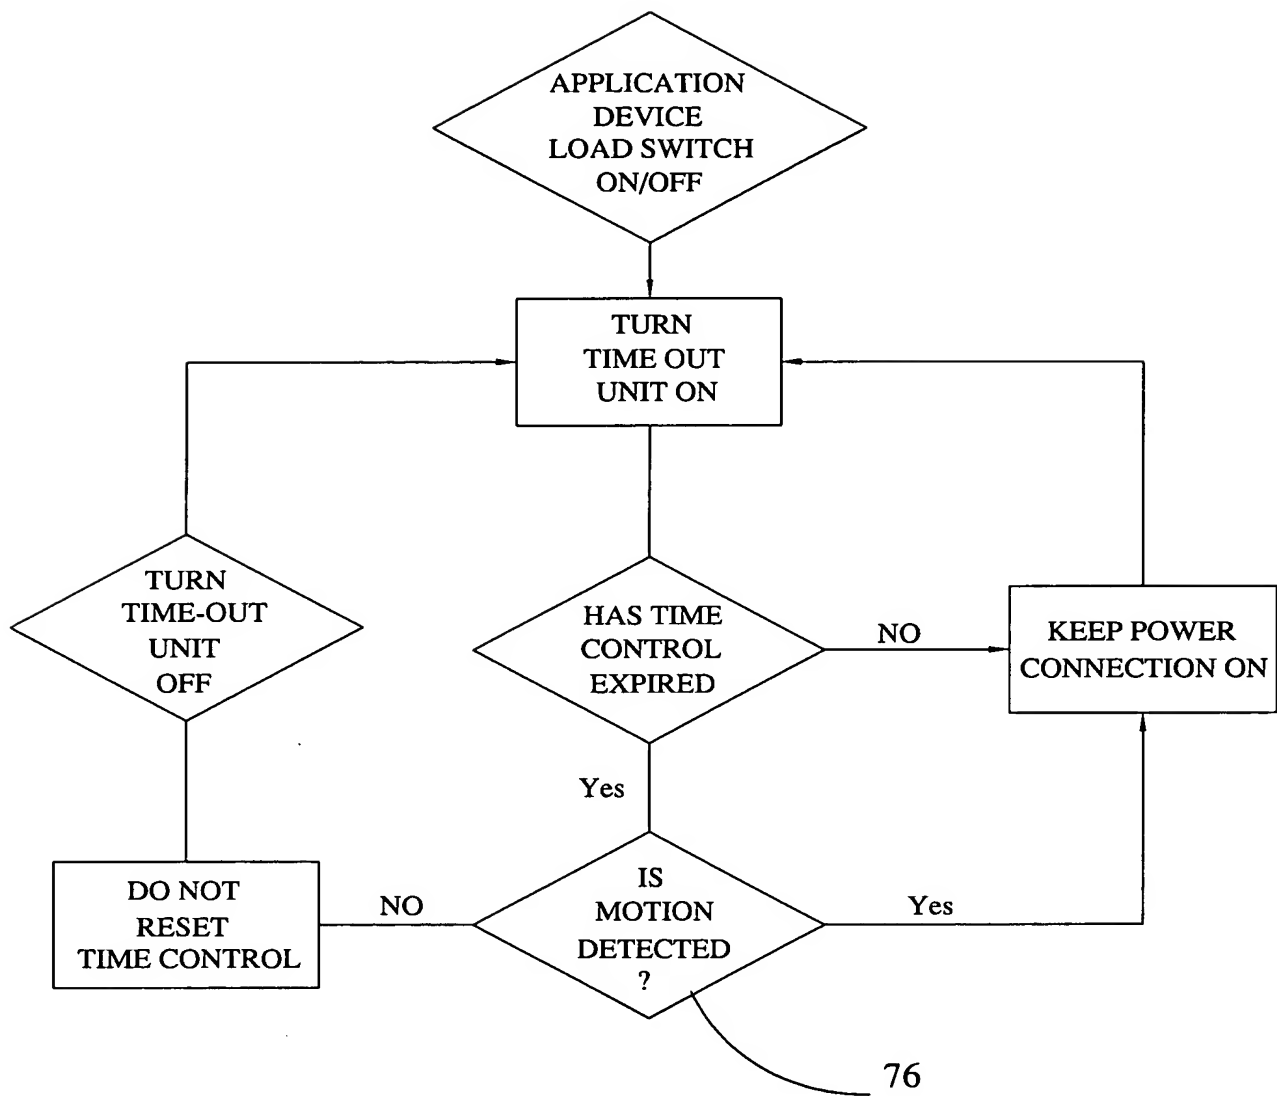 APPLICATION
DEVICE
LOAD SWITCH
ON/OFF
TURN
TIME OUT
UNIT ON
TURN
TIME-OUT
UNIT
OFF
HAS TIME
CONTROL
EXPIRED
NO
KEEP POWER
CONNECTION ON
Yes
DO NOT
RESET
TIME CONTROL
NO
IS
MOTION
DETECTED
?
Yes
76